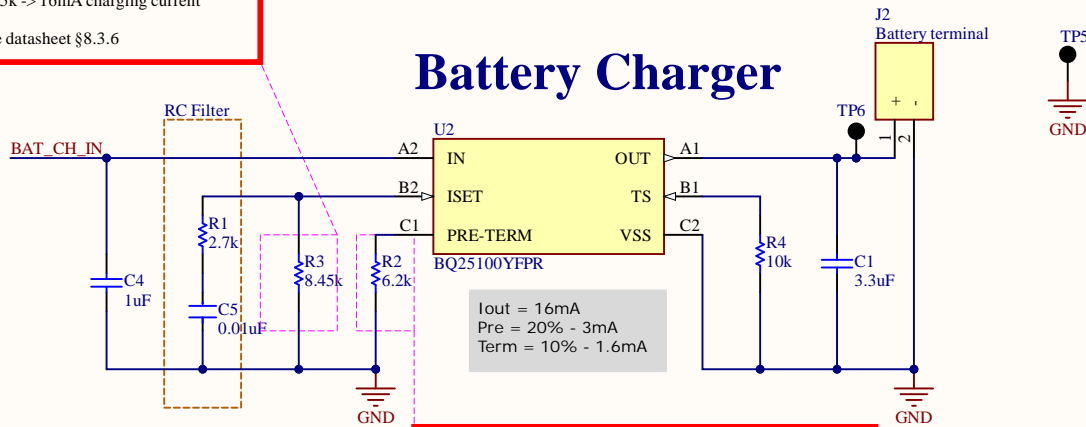 -> 16mA charging current
datasheet §8.3.6
Battery Charger
J2
Battery terminal
+ -
1 2
TP5
GND
TP6
RC Filter
BAT_CH_IN
U2
A2 IN OUT A1
B2 ISET TS B1
C1 PRE-TERM VSS C2
BQ25100YFPR
R1
2.7k
C5
0.01uF
C4
1uF
R3
8.45k
R2
6.2k
R4
10k
C1
3.3uF
Iout = 16mA
Pre = 20% - 3mA
Term = 10% - 1.6mA
GND
GND